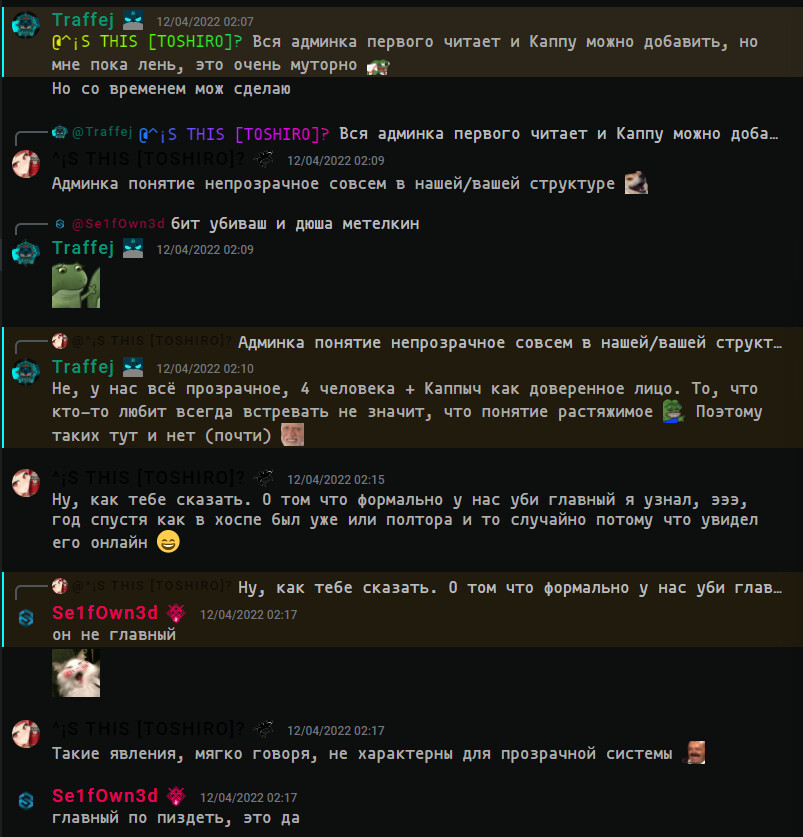 Traffej 12/04/2022 02:07
@^¡S THIS [TOSHIRO]? Вся админка первого читает и Каппу можно добавить, но
мне пока лень, это очень муторно
Но со временем мож сделаю
@Traffej @^¡S THIS [TOSHIRO]? Вся админка первого читает и Каппу можно доба…
^¡S THIS [TOSHIRO]? 12/04/2022 02:09
Админка понятие непрозрачное совсем в нашей/вашей структуре
@Se1fOwn3d бит убиваш и дюша метелкин
Traffej 12/04/2022 02:09
@^¡S THIS [TOSHIRO]? Админка понятие непрозрачное совсем в нашей/вашей структ…
Traffej 12/04/2022 02:10
Не, у нас всё прозрачное, 4 человека + Каппыч как доверенное лицо. То, что
кто-то любит всегда встревать не значит, что понятие растяжимое Поэтому
таких тут и нет (почти)
^¡S THIS [TOSHIRO]? 12/04/2022 02:15
Ну, как тебе сказать. О том что формально у нас уби главный я узнал, эээ,
год спустя как в хоспе был уже или полтора и то случайно потому что увидел
его онлайн
@^¡S THIS [TOSHIRO]? Ну, как тебе сказать. О том что формально у нас уби глав…
Se1fOwn3d 12/04/2022 02:17
он не главный
^¡S THIS [TOSHIRO]? 12/04/2022 02:17
Такие явления, мягко говоря, не характерны для прозрачной системы
Se1fOwn3d 12/04/2022 02:17
главный по пиздеть, это да